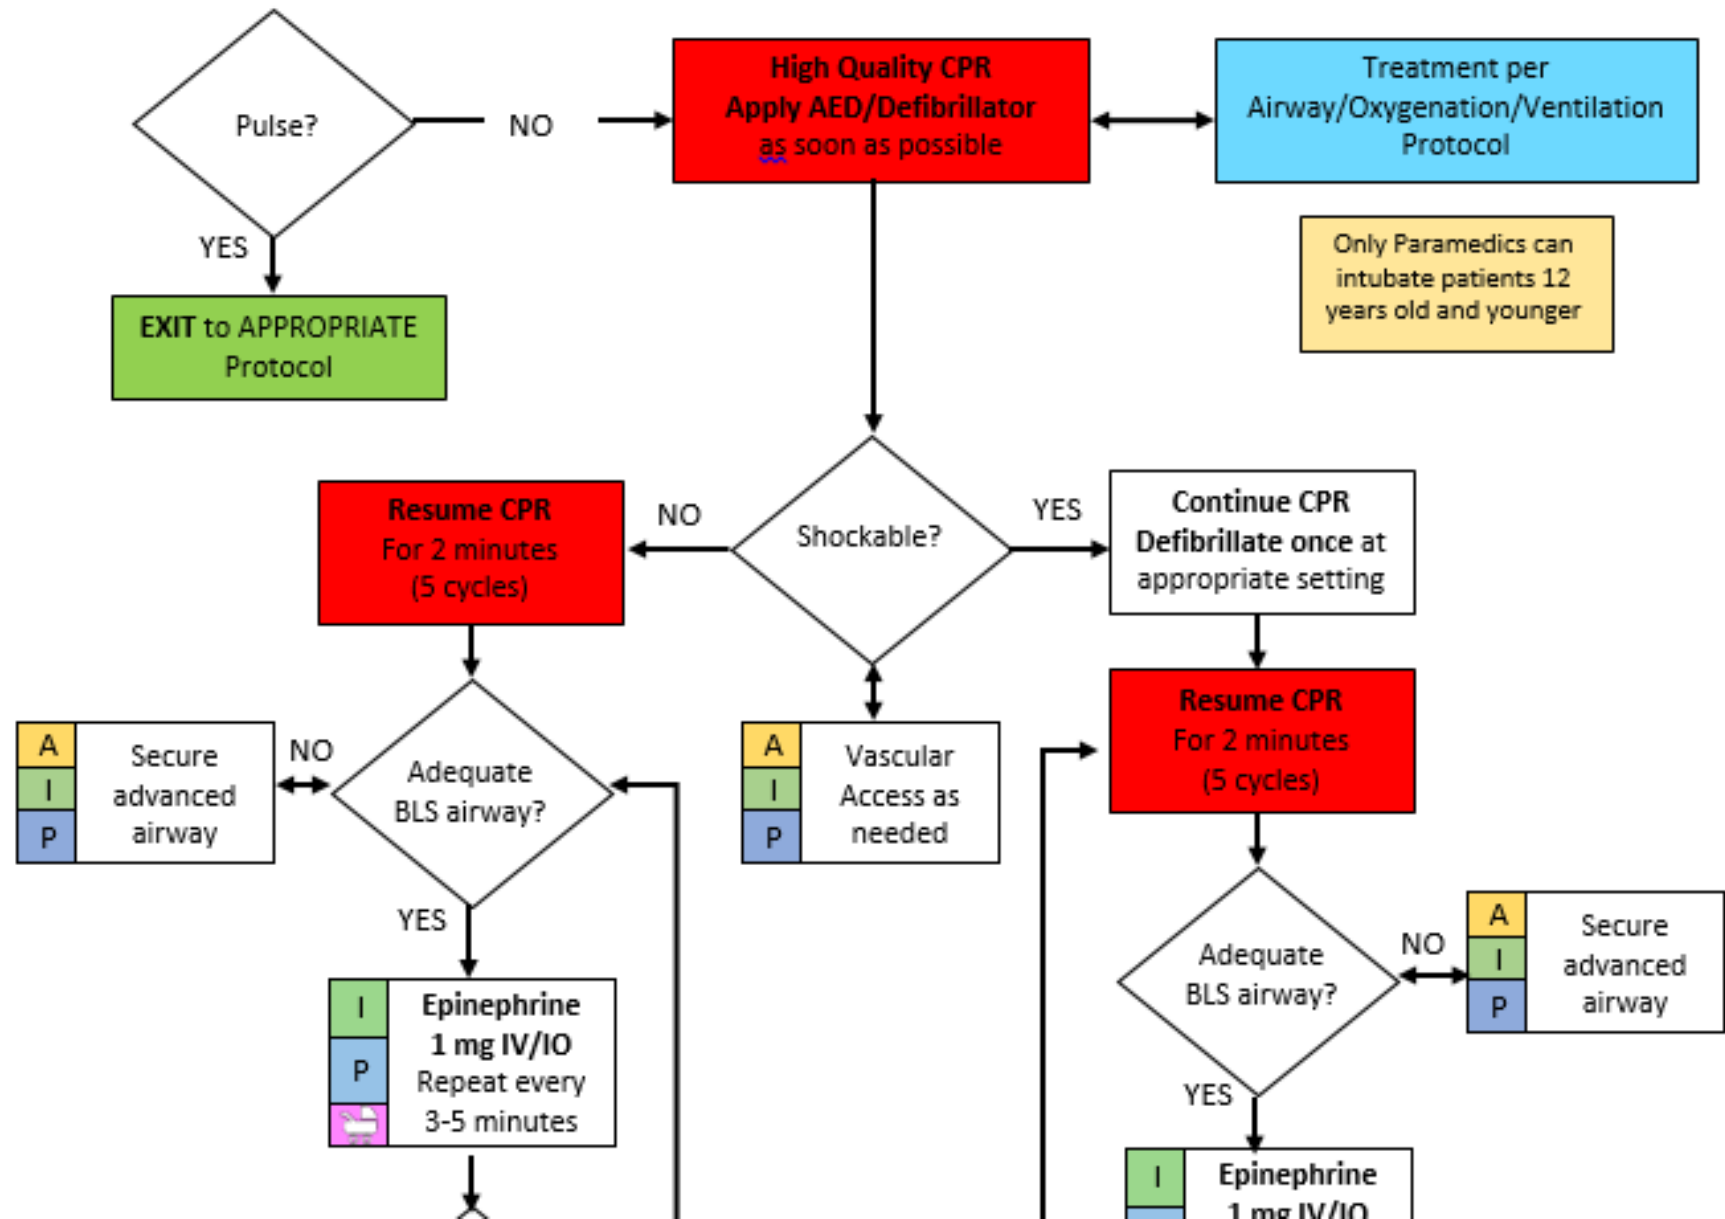 Pulse?
NO
High Quality CPR
Apply AED/Defibrillator
as soon as possible
Treatment per
Airway/Oxygenation/Ventilation
Protocol
YES
EXIT to APPROPRIATE
Protocol
Only Paramedics can
intubate patients 12
years old and younger
Shockable?
NO
YES
Resume CPR
For 2 minutes
(5 cycles)
Continue CPR
Defibrillate once at
appropriate setting
A
I
P
Secure
advanced
airway
NO
Adequate
BLS airway?
A
I
P
Vascular
Access as
needed
Resume CPR
For 2 minutes
(5 cycles)
YES
I
P
Epinephrine
1 mg IV/IO
Repeat every
3-5 minutes
Adequate
BLS airway?
NO
A
I
P
Secure
advanced
airway
YES
I
Epinephrine
1 mg IV/IO